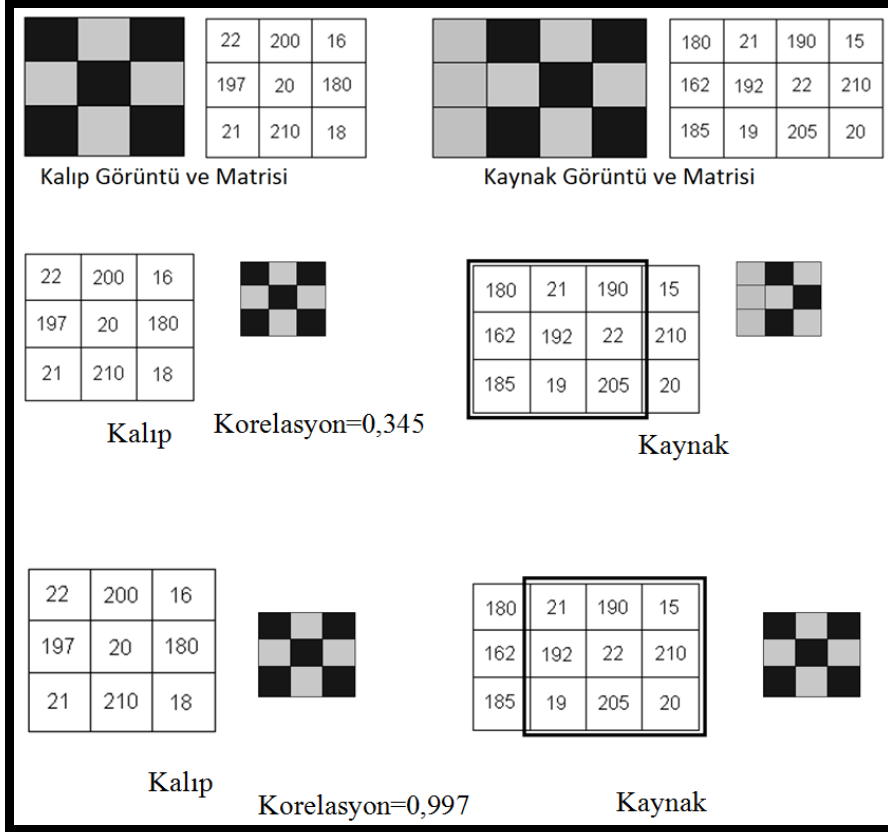 22 200 16
197 20 180
21 210 18
Kalıp Görüntü ve Matrisi
180 21 190 15
162 192 22 210
185 19 205 20
Kaynak Görüntü ve Matrisi
22 200 16
197 20 180
21 210 18
Kalıp
Korelasyon=0,345
180 21 190 15
162 192 22 210
185 19 205 20
Kaynak
22 200 16
197 20 180
21 210 18
Kalıp
Korelasyon=0,997
180 21 190 15
162 192 22 210
185 19 205 20
Kaynak